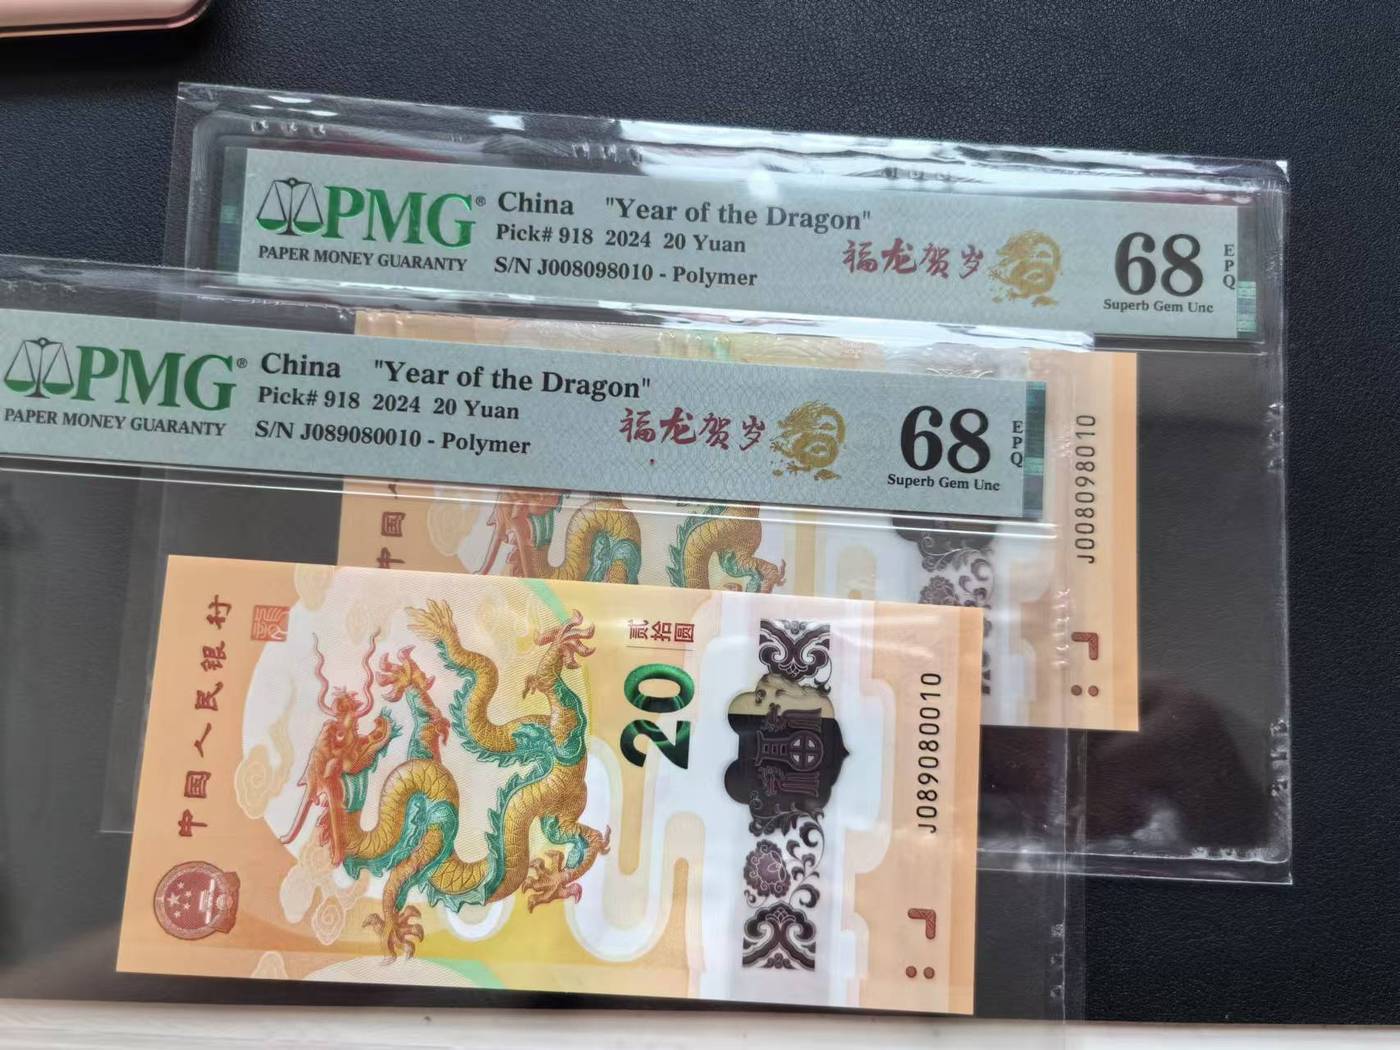 PMG®
PAPER MONEY GUARANTY
China "Year of the Dragon"
Pick# 918 2024 20 Yuan
S/N J008098010 - Polymer
福龙贺岁
68
EPQ
Superb Gem Unc
PMG®
PAPER MONEY GUARANTY
China "Year of the Dragon"
Pick# 918 2024 20 Yuan
S/N J089080010 - Polymer
福龙贺岁
68
EPQ
Superb Gem Unc
中国人
J008098010
中国人民银行
贰拾圆
20
J089080010